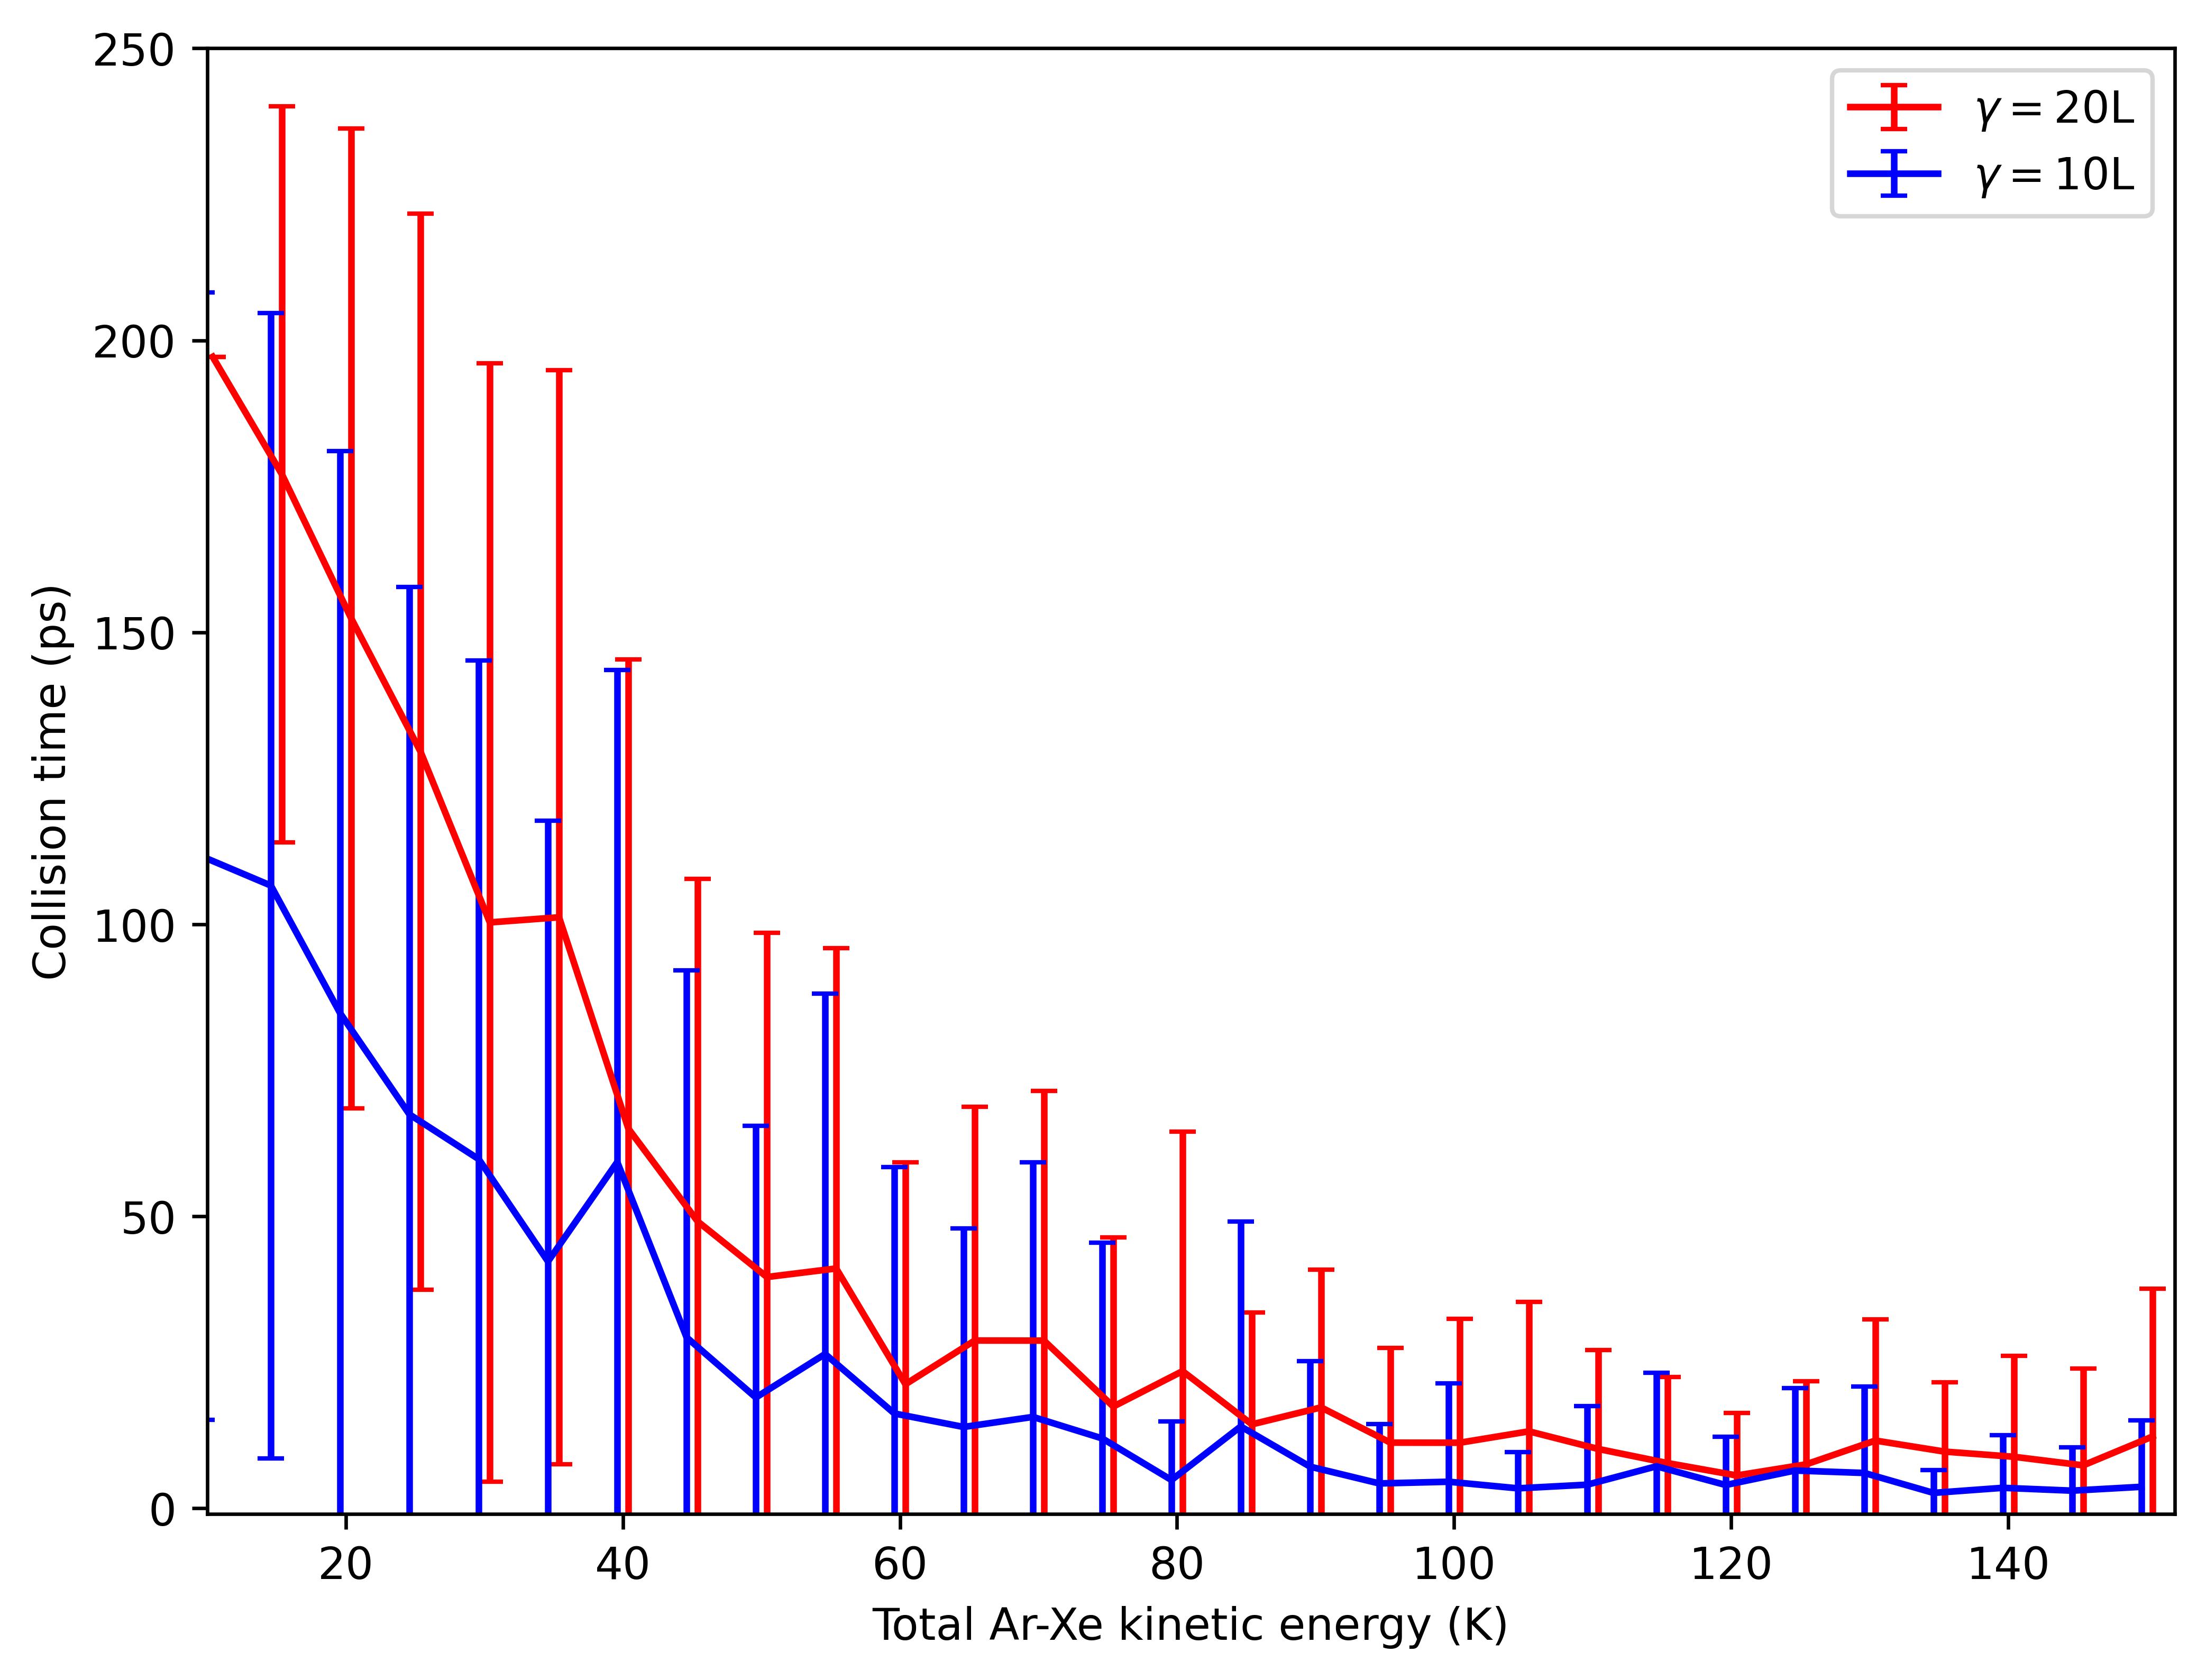 250
200
150
100
50
0
Collision time (ps)
γ = 20L
γ = 10L
20 40 60 80 100 120 140
Total Ar-Xe kinetic energy (K)